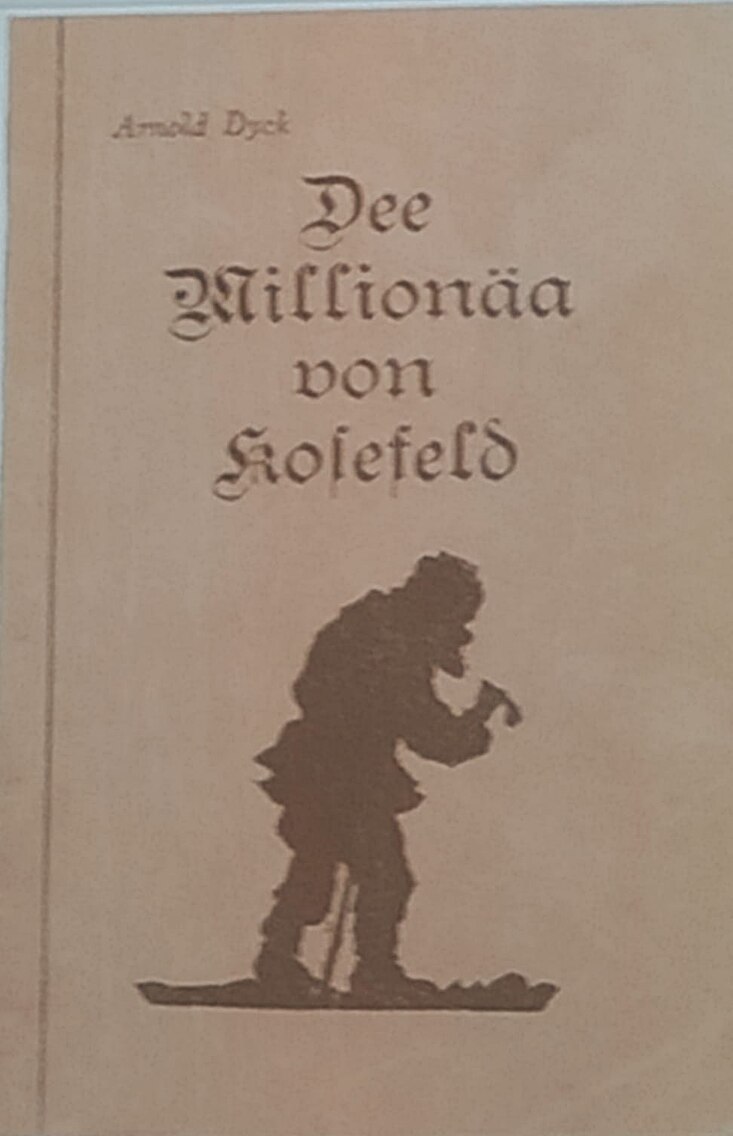 Arnold Dyck
Dee
Millionäa
von
Kosefeld